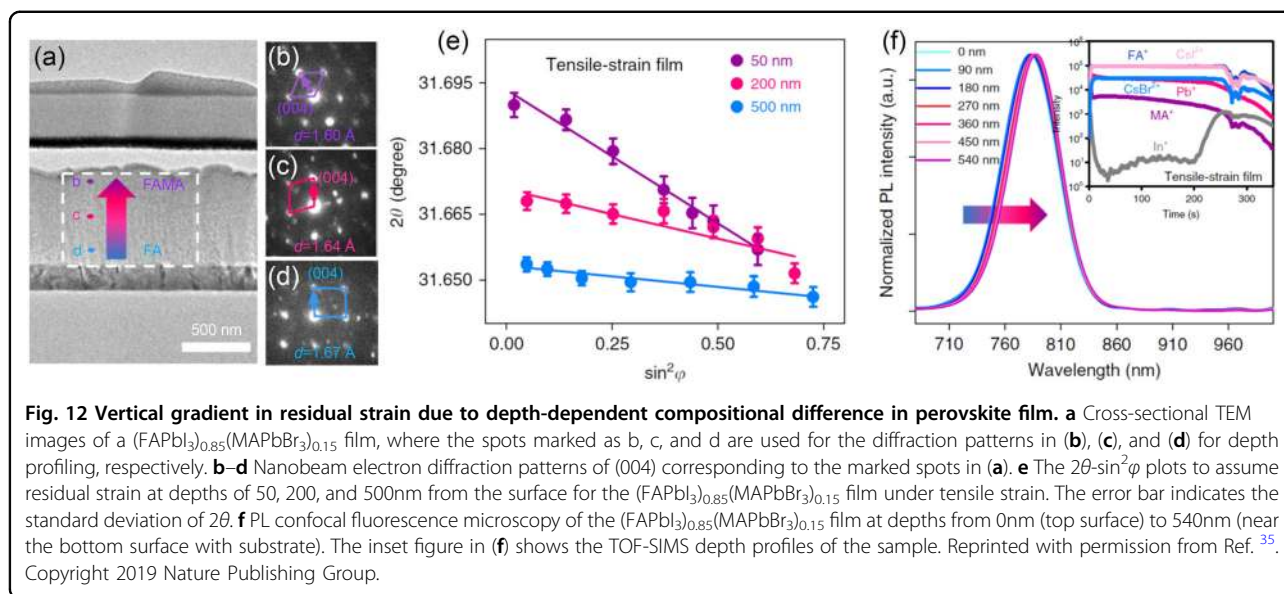 (a)
b
FAMA
c
d
FA
500 nm
(b)
(004)
d=1.60 Å
(c)
(004)
d=1.64 Å
(d)
(004)
d=1.67 Å
(e)
Tensile-strain film
50 nm
200 nm
500 nm
31.695
31.680
31.665
31.650
2θ (degree)
0.00 0.25 0.50 0.75
sin²φ
(f)
0 nm
90 nm
180 nm
270 nm
360 nm
450 nm
540 nm
Normalized PL intensity (a.u.)
710 760 810 860 910 960
Wavelength (nm)
Intensity
10⁶
10⁵
10⁴
10³
10²
10¹
10⁰
FA⁺
CsI²⁺
CsBr²⁺
Pb⁺
MA⁺
In⁺
Tensile-strain film
0 100 200 300
Time (s)
Fig. 12 Vertical gradient in residual strain due to depth-dependent compositional difference in perovskite film. a Cross-sectional TEM
images of a (FAPbI₃)₀.₈₅(MAPbBr₃)₀.₁₅ film, where the spots marked as b, c, and d are used for the diffraction patterns in (b), (c), and (d) for depth
profiling, respectively. b–d Nanobeam electron diffraction patterns of (004) corresponding to the marked spots in (a). e The 2θ-sin²φ plots to assume
residual strain at depths of 50, 200, and 500nm from the surface for the (FAPbI₃)₀.₈₅(MAPbBr₃)₀.₁₅ film under tensile strain. The error bar indicates the
standard deviation of 2θ. f PL confocal fluorescence microscopy of the (FAPbI₃)₀.₈₅(MAPbBr₃)₀.₁₅ film at depths from 0nm (top surface) to 540nm (near
the bottom surface with substrate). The inset figure in (f) shows the TOF-SIMS depth profiles of the sample. Reprinted with permission from Ref. ³⁵.
Copyright 2019 Nature Publishing Group.